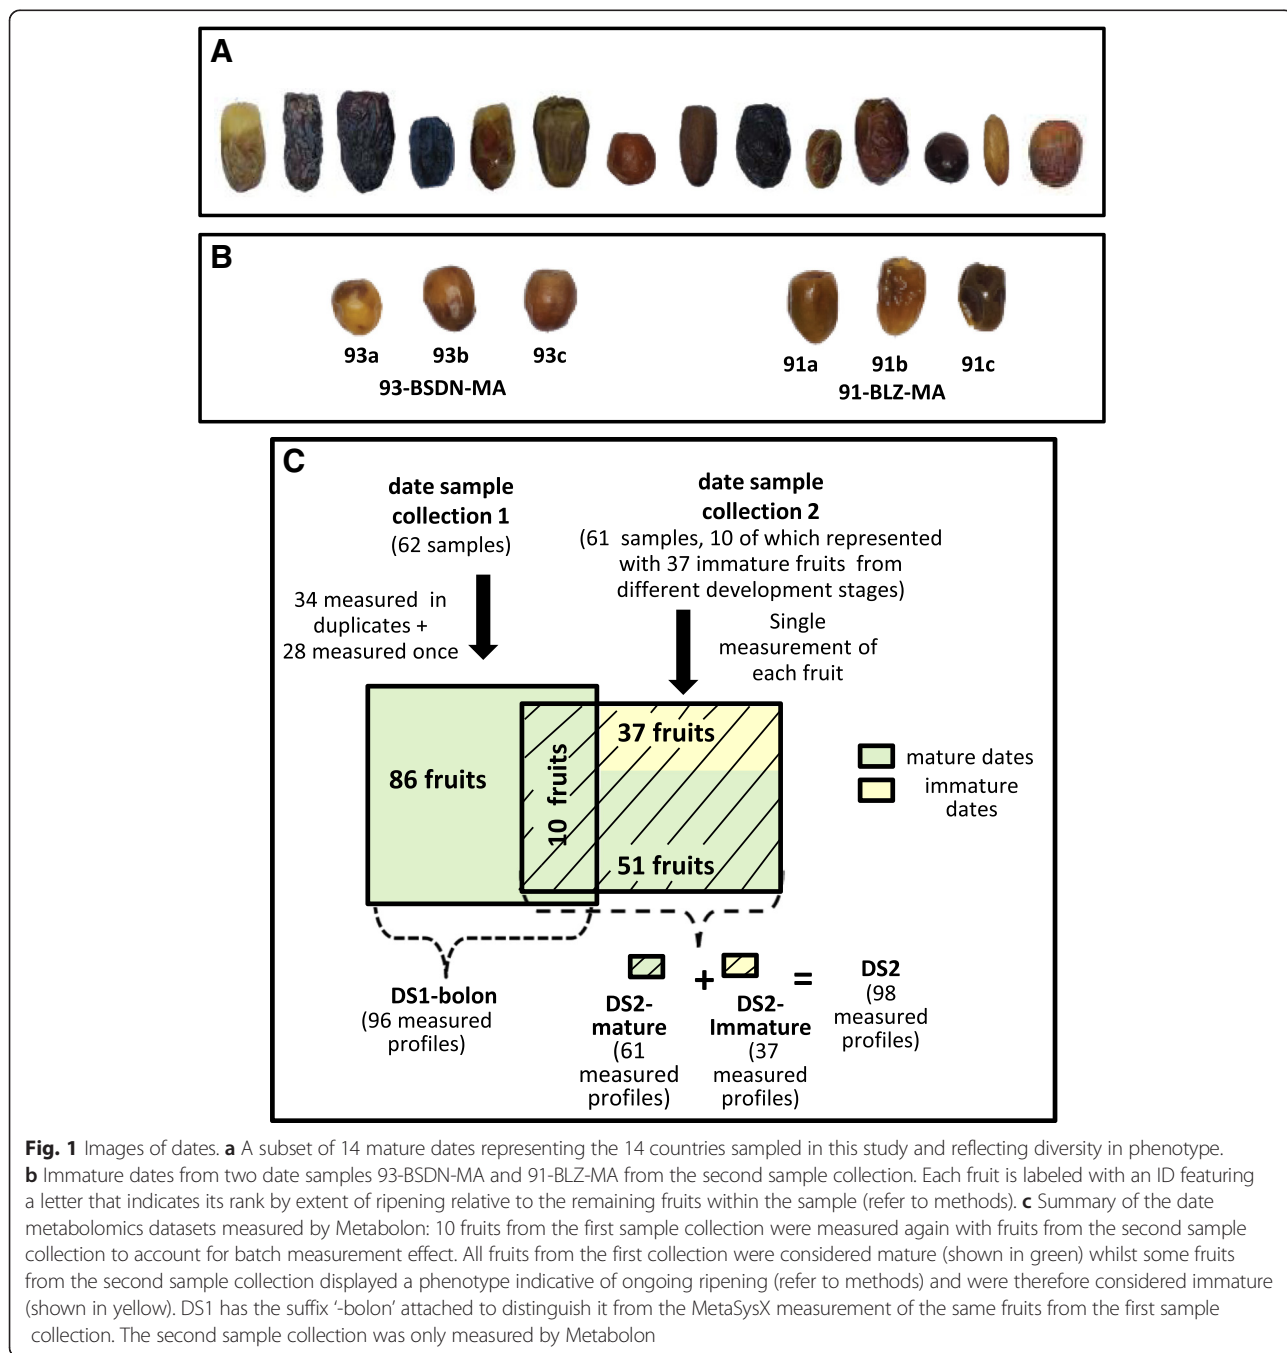 A
B
93a 93b 93c
93-BSDN-MA
91a 91b 91c
91-BLZ-MA
C
date sample
collection 1
(62 samples)
34 measured in
duplicates +
28 measured once
date sample
collection 2
(61 samples, 10 of which represented
with 37 immature fruits from
different development stages)
Single
measurement of
each fruit
86 fruits
10 fruits
37 fruits
51 fruits
mature dates
immature
dates
DS1-bolon
(96 measured
profiles)
DS2-
mature
(61
measured
profiles)
+
DS2-
Immature
(37
measured
profiles)
=
DS2
(98
measured
profiles)
Fig. 1 Images of dates. a A subset of 14 mature dates representing the 14 countries sampled in this study and reflecting diversity in phenotype.
b Immature dates from two date samples 93-BSDN-MA and 91-BLZ-MA from the second sample collection. Each fruit is labeled with an ID featuring
a letter that indicates its rank by extent of ripening relative to the remaining fruits within the sample (refer to methods). c Summary of the date
metabolomics datasets measured by Metabolon: 10 fruits from the first sample collection were measured again with fruits from the second sample
collection to account for batch measurement effect. All fruits from the first collection were considered mature (shown in green) whilst some fruits
from the second sample collection displayed a phenotype indicative of ongoing ripening (refer to methods) and were therefore considered immature
(shown in yellow). DS1 has the suffix ‘-bolon’ attached to distinguish it from the MetaSysX measurement of the same fruits from the first sample
collection. The second sample collection was only measured by Metabolon